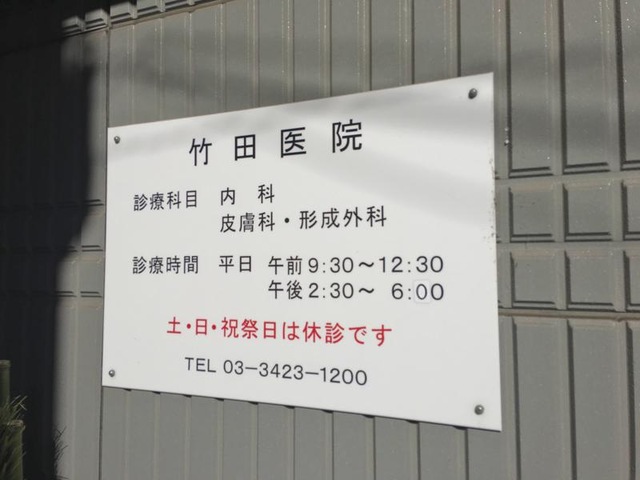 竹田医院
診療科目 内 科
皮膚科・形成外科
診療時間 平日 午前 9:30〜12:30
午後 2:30〜 6:00
土・日・祝祭日は休診です
TEL 03-3423-1200